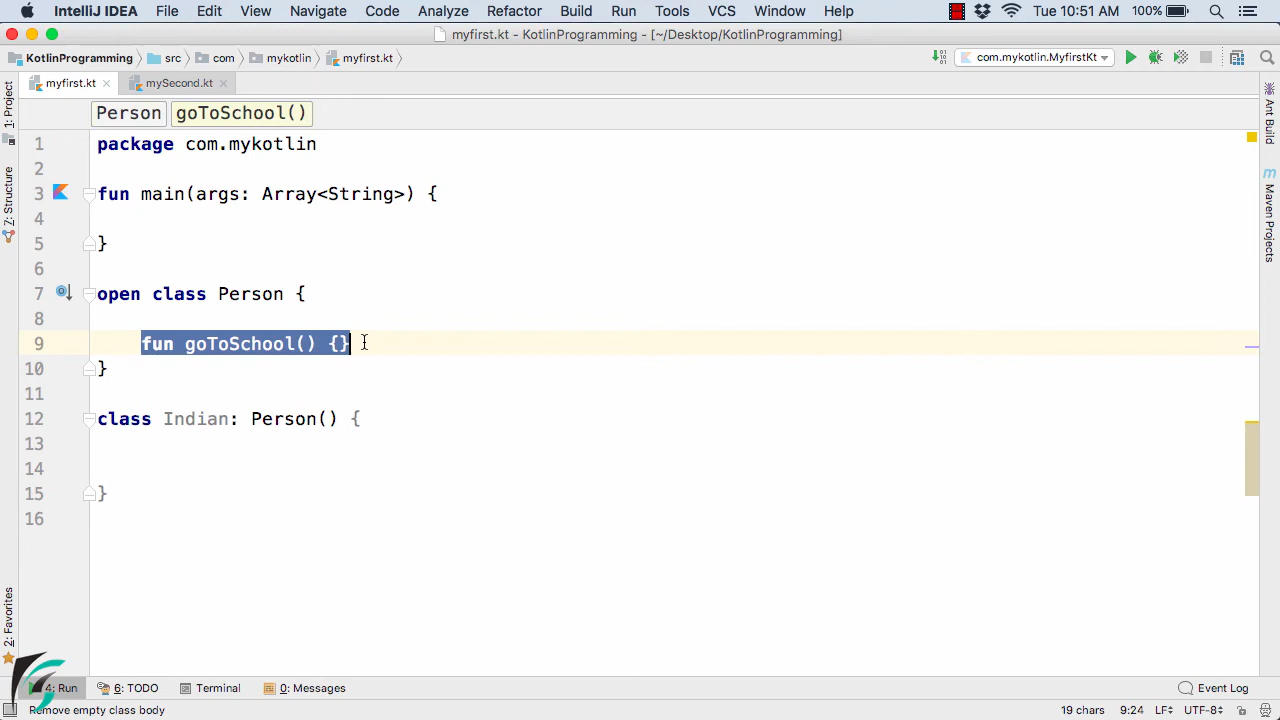 IntelliJ IDEA File Edit View Navigate Code Analyze Refactor Build Run Tools VCS Window Help Tue 10:51 AM 100%
myfirst.kt - KotlinProgramming - [~/Desktop/KotlinProgramming]
KotlinProgramming src com mykotlin myfirst.kt com.mykotlin.MyfirstKt
myfirst.kt mySecond.kt
Person goToSchool()
1 package com.mykotlin
2
3 fun main(args: Array<String>) {
4
5 }
6
7 open class Person {
8
9 fun goToSchool() {}
10 }
11
12 class Indian: Person() {
13
14
15 }
16
1: Project
Z: Structure
2: Favorites
Ant Build
m
Maven Projects
4: Run 6: TODO Terminal 0: Messages Event Log
Remove empty class body 19 chars 9:24 LF UTF-8